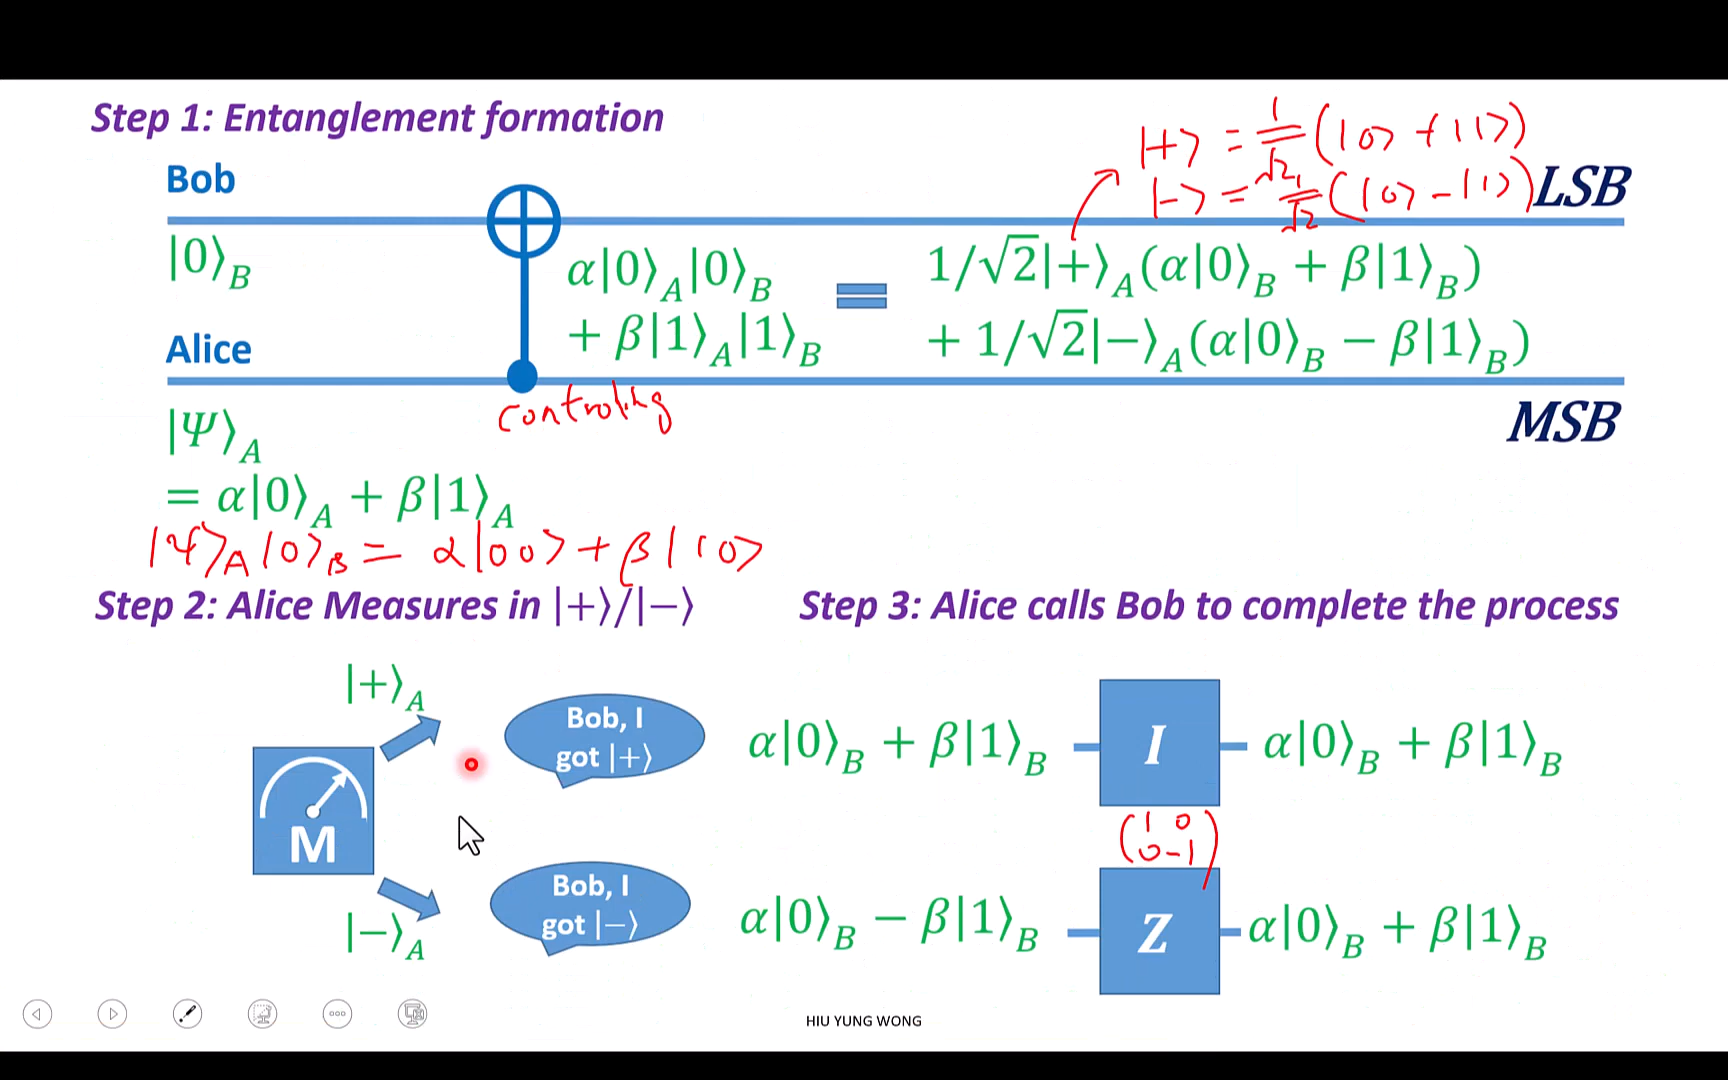 Step 1: Entanglement formation
|+> = 1/√2 (|0> + |1>)
|-> = 1/√2 (|0> - |1>)
Bob
LSB
|0⟩_B
α|0⟩_A|0⟩_B
+ β|1⟩_A|1⟩_B
=
1/√2|+⟩_A(α|0⟩_B + β|1⟩_B)
+ 1/√2|−⟩_A(α|0⟩_B − β|1⟩_B)
Alice
controling
MSB
|Ψ⟩_A
= α|0⟩_A + β|1⟩_A
|Ψ>_A |0>_B = α|00> + β|10>
Step 2: Alice Measures in |+⟩/|−⟩
Step 3: Alice calls Bob to complete the process
|+⟩_A
Bob, I
got |+⟩
α|0⟩_B + β|1⟩_B
I
α|0⟩_B + β|1⟩_B
M
(1 0
0 -1)
|−⟩_A
Bob, I
got |−⟩
α|0⟩_B − β|1⟩_B
Z
α|0⟩_B + β|1⟩_B
HIU YUNG WONG